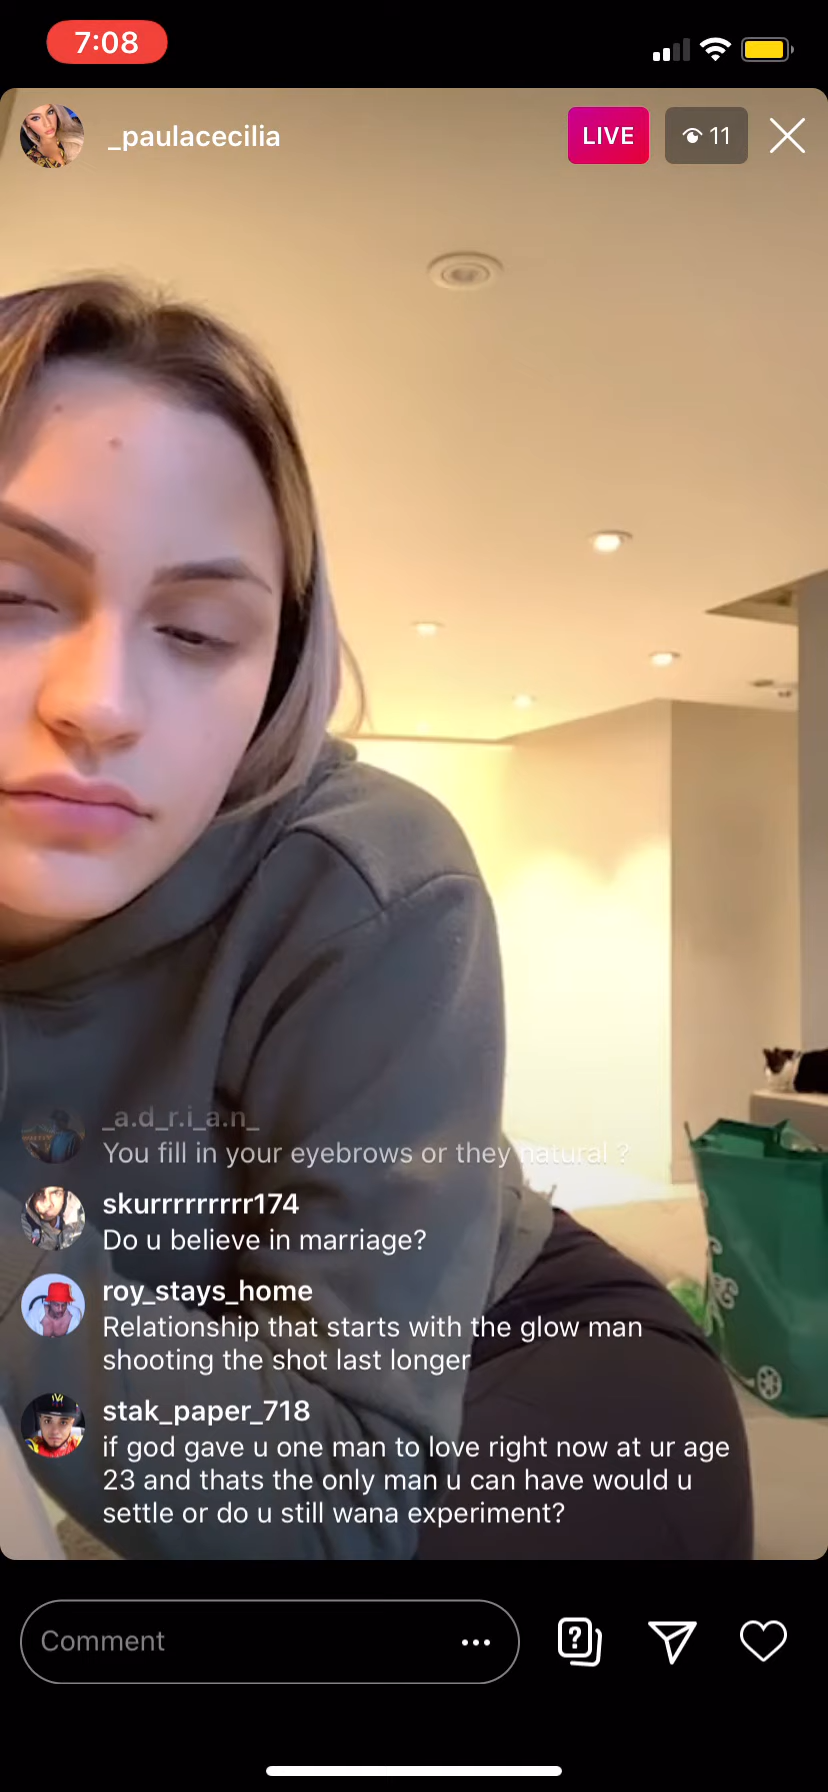 7:08
_paulacecilia
LIVE
11
_a.d_r.i_a.n_
You fill in your eyebrows or they natural ?
skurrrrrrrrr174
Do u believe in marriage?
roy_stays_home
Relationship that starts with the glow man
shooting the shot last longer
stak_paper_718
if god gave u one man to love right now at ur age
23 and thats the only man u can have would u
settle or do u still wana experiment?
Comment